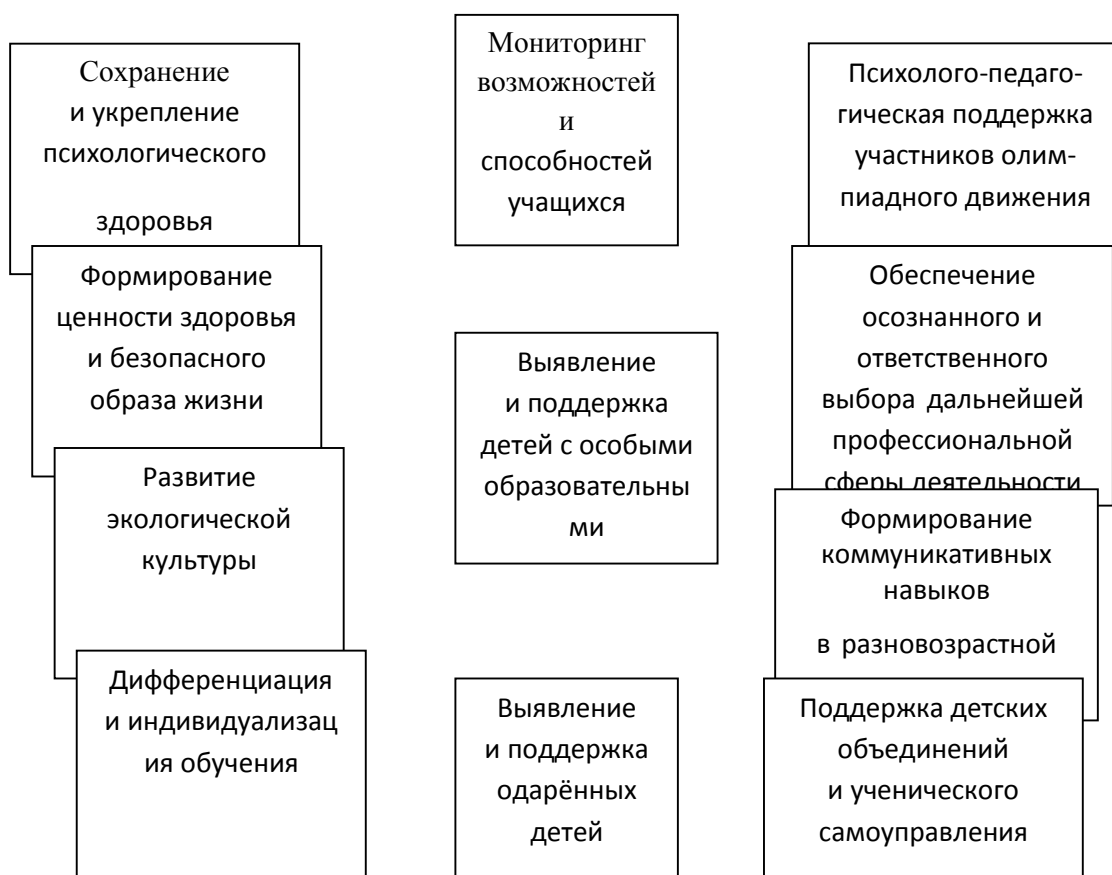 Сохранение
и укрепление
психологического
здоровья
Формирование
ценности здоровья
и безопасного
образа жизни
Развитие
экологической
культуры
Дифференциация
и индивидуализац
ия обучения
Мониторинг
возможностей
и
способностей
учащихся
Выявление
и поддержка
детей с особыми
образовательны
ми
Выявление
и поддержка
одарённых
детей
Психолого-педаго-
гическая поддержка
участников олим-
пиадного движения
Обеспечение
осознанного и
ответственного
выбора дальнейшей
профессиональной
сферы деятельности
Формирование
коммуникативных
навыков
в разновозрастной
Поддержка детских
объединений
и ученического
самоуправления